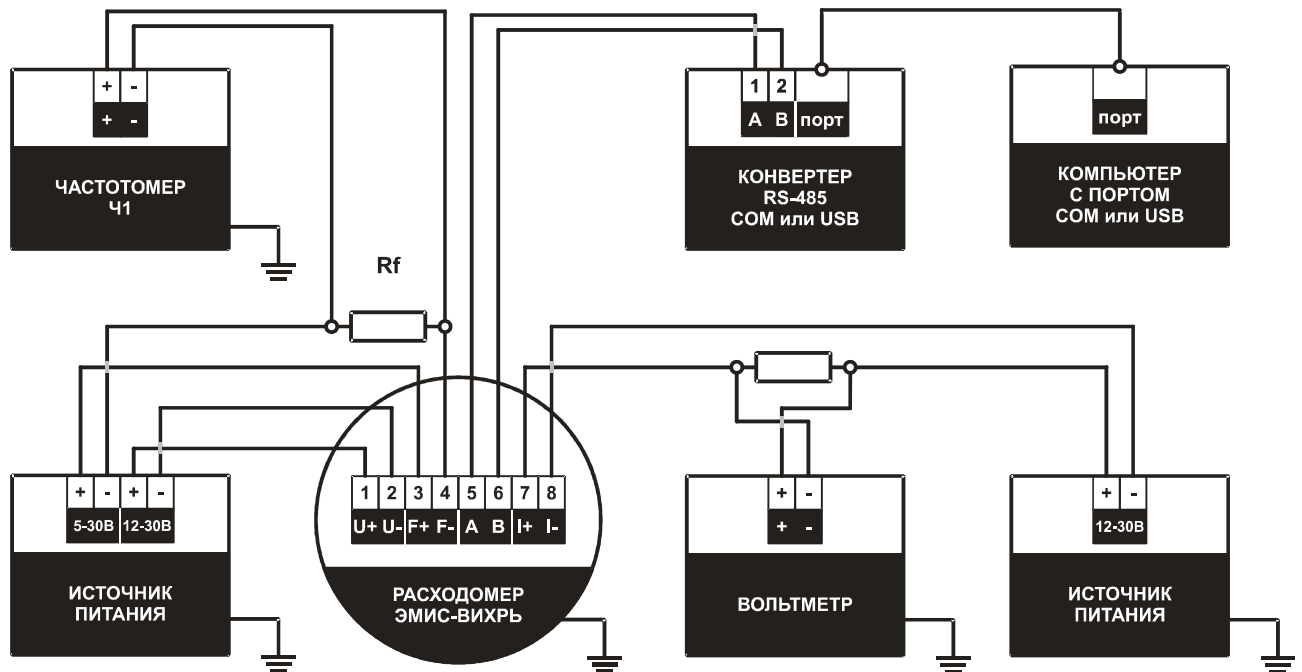 + -
+ -
ЧАСТОТОМЕР
Ч1
1 2
A B порт
КОНВЕРТЕР
RS-485
COM или USB
порт
КОМПЬЮТЕР
С ПОРТОМ
COM или USB
Rf
+ - + -
5-30В 12-30В
ИСТОЧНИК
ПИТАНИЯ
1 2 3 4 5 6 7 8
U+ U- F+ F- A B I+ I-
РАСХОДОМЕР
ЭМИС-ВИХРЬ
+ -
+ -
ВОЛЬТМЕТР
+ -
12-30В
ИСТОЧНИК
ПИТАНИЯ